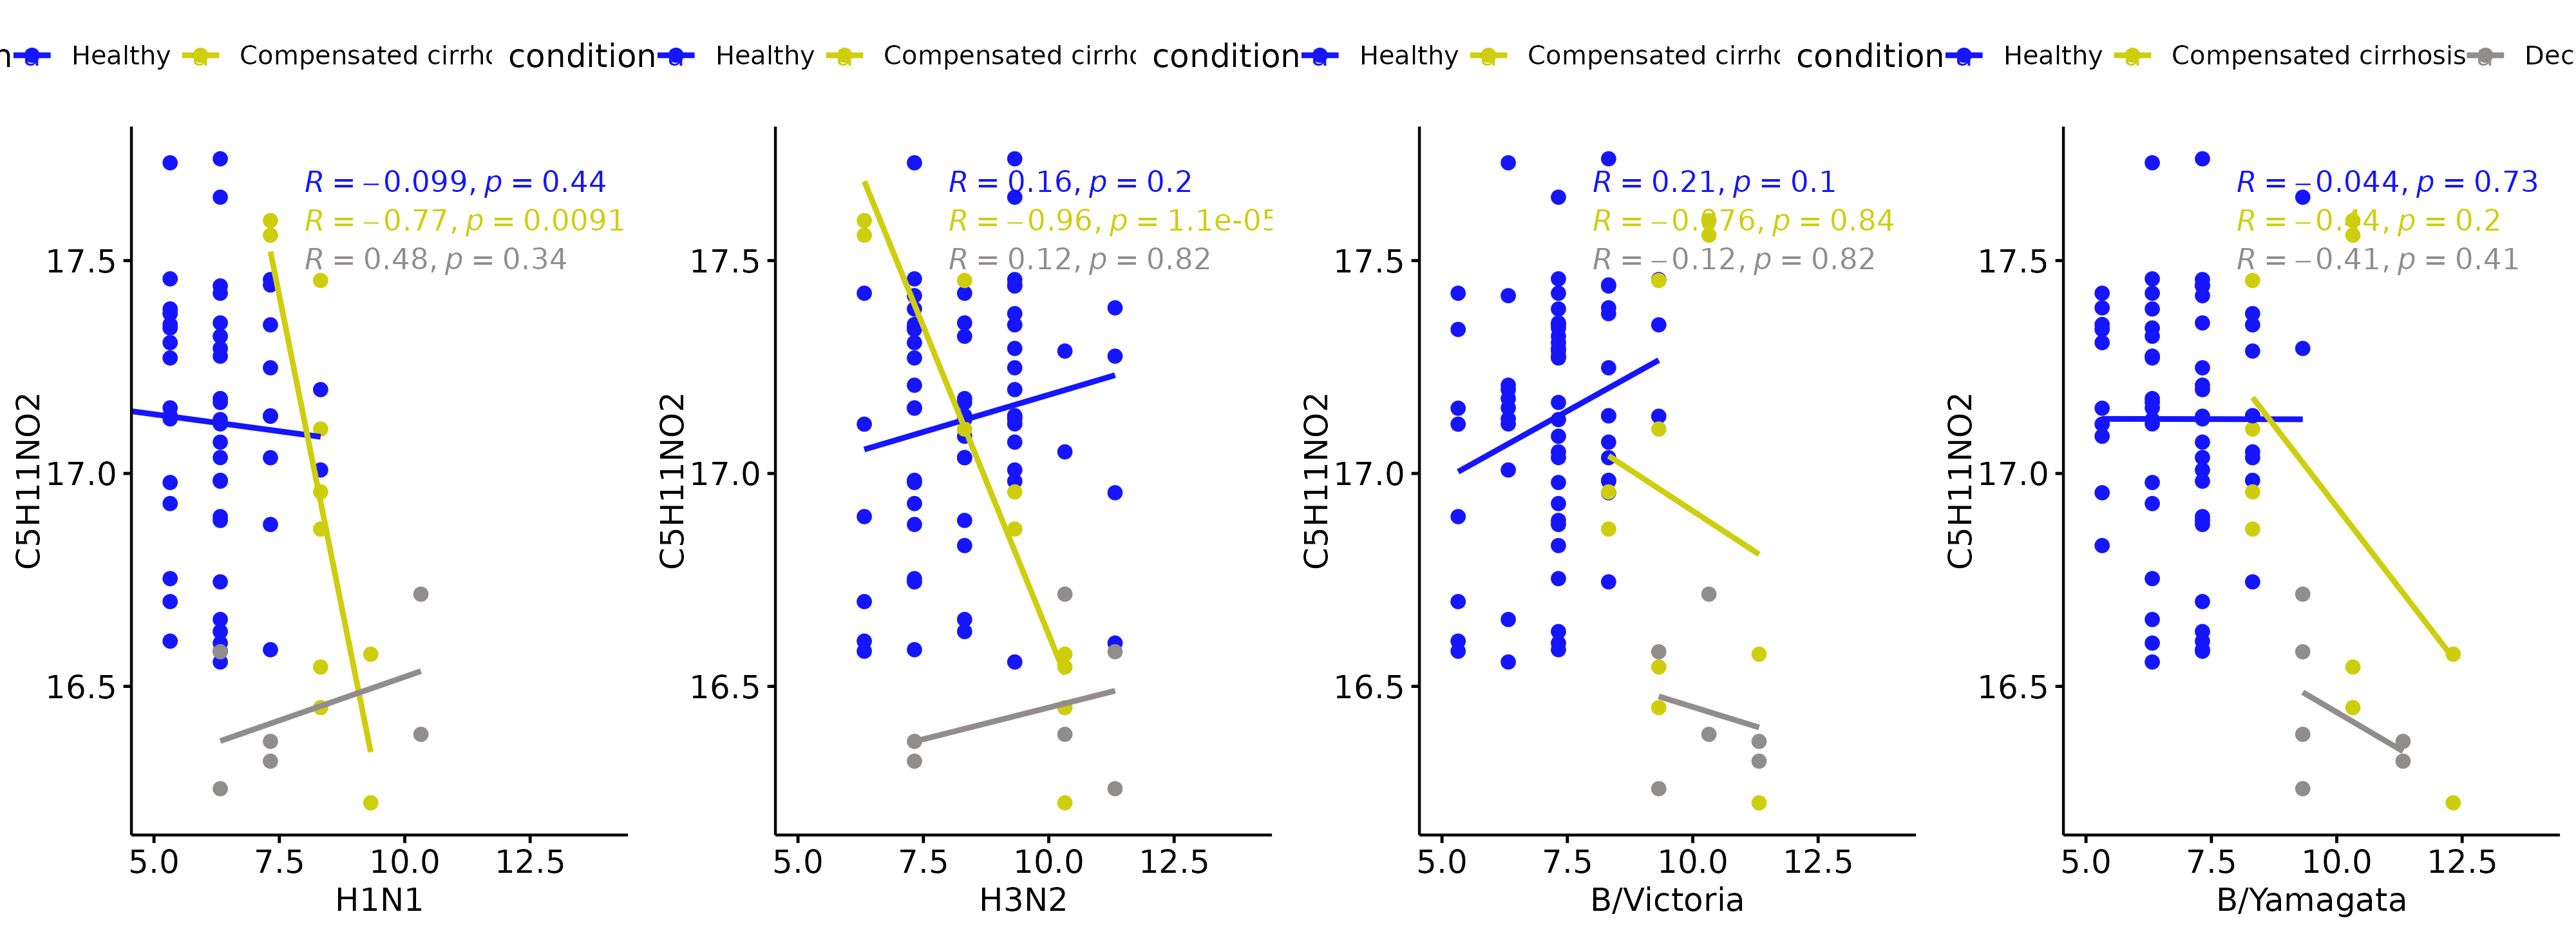 Healthy Compensated cirrhc
condition Healthy Compensated cirrhc
condition Healthy Compensated cirrhc
condition Healthy Compensated cirrhosis Dec
C5H11NO2
17.5
17.0
16.5
R = −0.099, p = 0.44
R = −0.77, p = 0.0091
R = 0.48, p = 0.34
5.0 7.5 10.0 12.5
H1N1
C5H11NO2
17.5
17.0
16.5
R = 0.16, p = 0.2
R = −0.96, p = 1.1e-05
R = 0.12, p = 0.82
5.0 7.5 10.0 12.5
H3N2
C5H11NO2
17.5
17.0
16.5
R = 0.21, p = 0.1
R = −0.076, p = 0.84
R = −0.12, p = 0.82
5.0 7.5 10.0 12.5
B/Victoria
C5H11NO2
17.5
17.0
16.5
R = −0.044, p = 0.73
R = −0.44, p = 0.2
R = −0.41, p = 0.41
5.0 7.5 10.0 12.5
B/Yamagata